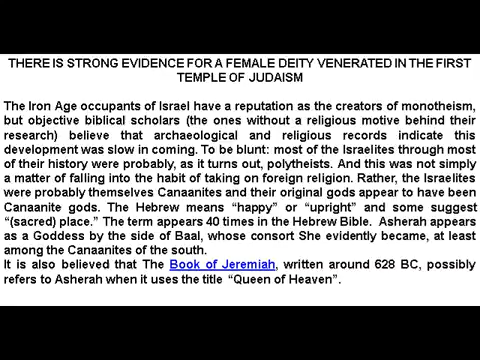 THERE IS STRONG EVIDENCE FOR A FEMALE DEITY VENERATED IN THE FIRST
TEMPLE OF JUDAISM
The Iron Age occupants of Israel have a reputation as the creators of monotheism,
but objective biblical scholars (the ones without a religious motive behind their
research) believe that archaeological and religious records indicate this
development was slow in coming. To be blunt: most of the Israelites through most
of their history were probably, as it turns out, polytheists. And this was not simply
a matter of falling into the habit of taking on foreign religion. Rather, the Israelites
were probably themselves Canaanites and their original gods appear to have been
Canaanite gods. The Hebrew means “happy” or “upright” and some suggest
“(sacred) place.” The term appears 40 times in the Hebrew Bible. Asherah appears
as a Goddess by the side of Baal, whose consort She evidently became, at least
among the Canaanites of the south.
It is also believed that The Book of Jeremiah, written around 628 BC, possibly
refers to Asherah when it uses the title “Queen of Heaven”.